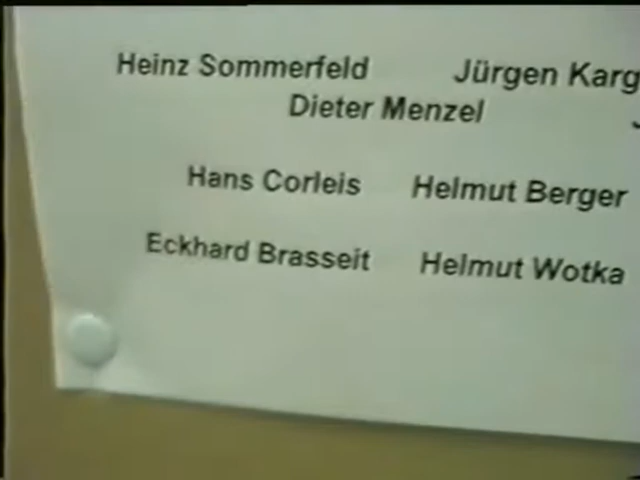 Heinz Sommerfeld Jürgen Karg
Dieter Menzel
Hans Corleis Helmut Berger
Eckhard Brasseit Helmut Wotka